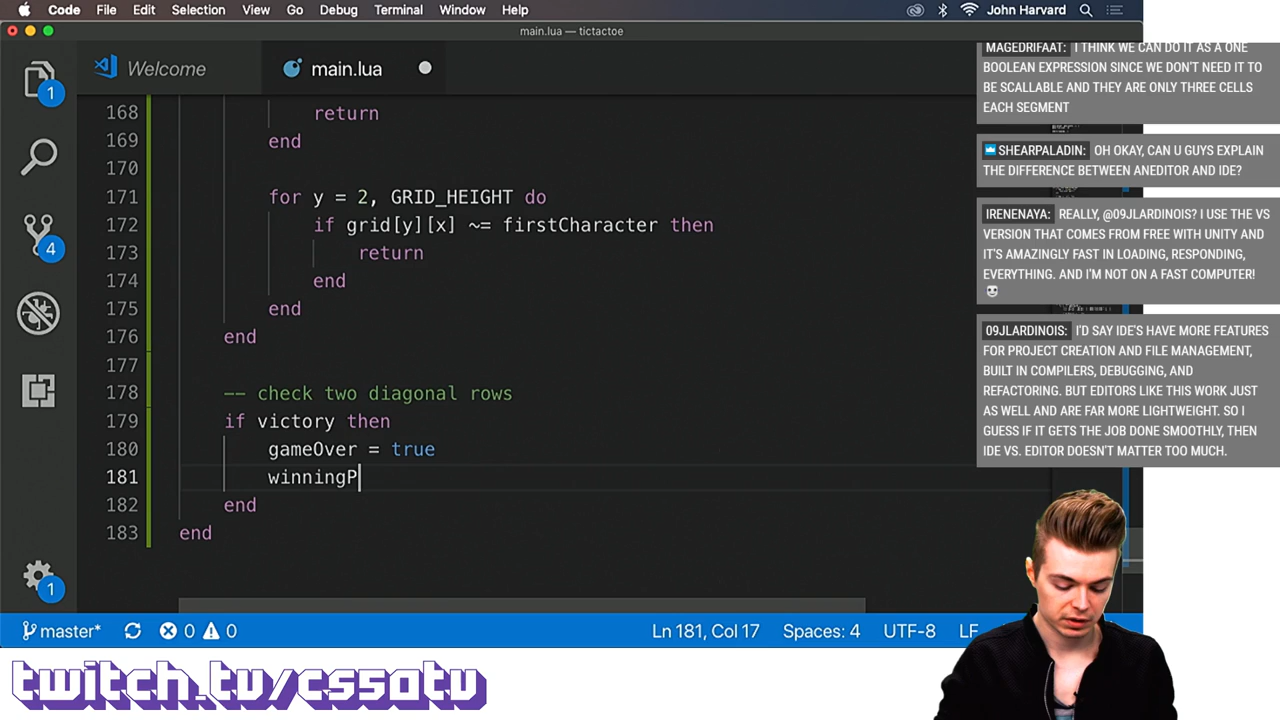 Code File Edit Selection View Go Debug Terminal Window Help John Harvard
main.lua — tictactoe
Welcome main.lua
168 return
169 end
170
171 for y = 2, GRID_HEIGHT do
172 if grid[y][x] ~= firstCharacter then
173 return
174 end
175 end
176 end
177
178 -- check two diagonal rows
179 if victory then
180 gameOver = true
181 winningP
182 end
183 end
1
4
1
master* 0 0 Ln 181, Col 17 Spaces: 4 UTF-8 LF
MAGEDRIFAAT: I THINK WE CAN DO IT AS A ONE
BOOLEAN EXPRESSION SINCE WE DON'T NEED IT TO
BE SCALLABLE AND THEY ARE ONLY THREE CELLS
EACH SEGMENT
SHEARPALADIN: OH OKAY, CAN U GUYS EXPLAIN
THE DIFFERENCE BETWEEN ANEDITOR AND IDE?
IRENENAYA: REALLY, @09JLARDINOIS? I USE THE VS
VERSION THAT COMES FROM FREE WITH UNITY AND
IT'S AMAZINGLY FAST IN LOADING, RESPONDING,
EVERYTHING. AND I'M NOT ON A FAST COMPUTER!
09JLARDINOIS: I'D SAY IDE'S HAVE MORE FEATURES
FOR PROJECT CREATION AND FILE MANAGEMENT,
BUILT IN COMPILERS, DEBUGGING, AND
REFACTORING. BUT EDITORS LIKE THIS WORK JUST
AS WELL AND ARE FAR MORE LIGHTWEIGHT. SO I
GUESS IF IT GETS THE JOB DONE SMOOTHLY, THEN
IDE VS. EDITOR DOESN'T MATTER TOO MUCH.
twitch.tv/cs50tv